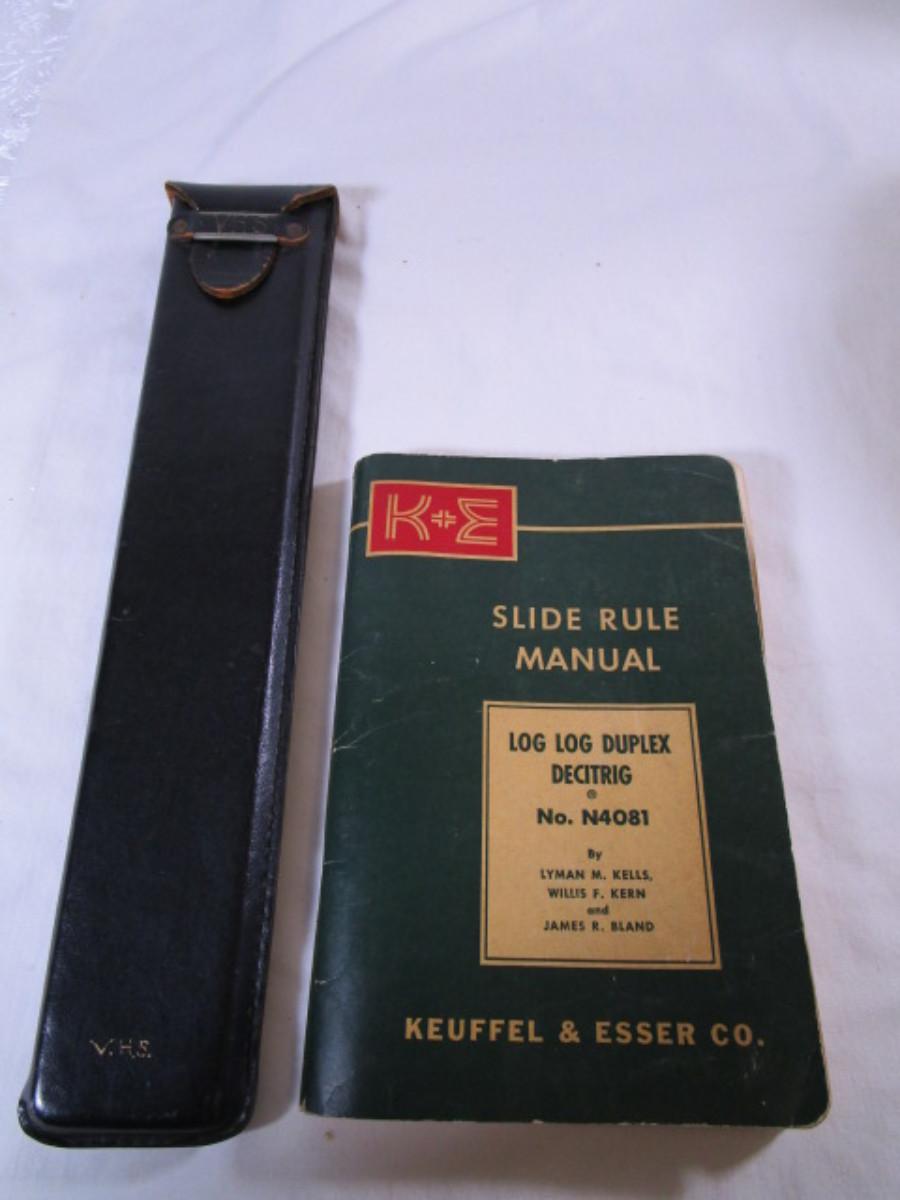 V.H.S.
K+E
SLIDE RULE
MANUAL
LOG LOG DUPLEX
DECITRIG
®
No. N4081
By
LYMAN M. KELLS,
WILLIS F. KERN
and
JAMES R. BLAND
KEUFFEL & ESSER CO.